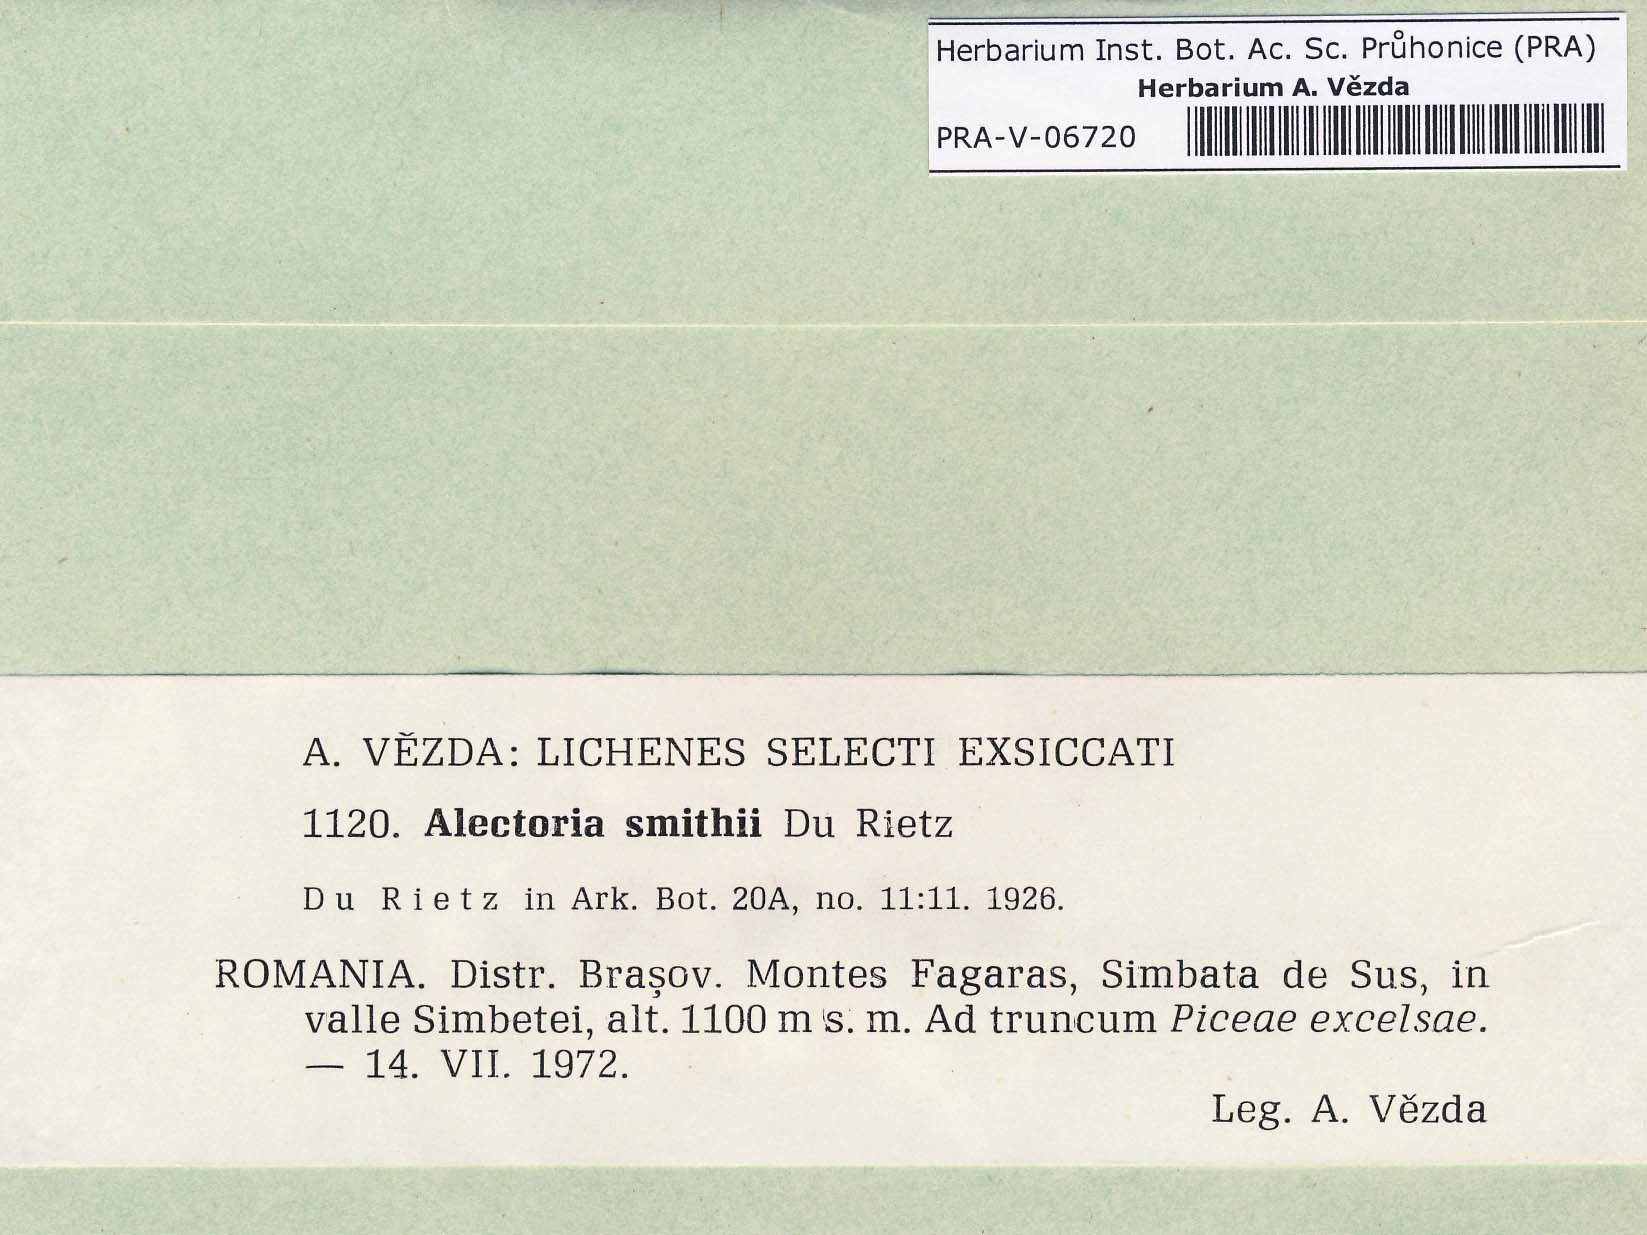 Herbarium Inst. Bot. Ac. Sc. Průhonice (PRA)
Herbarium A. Vězda
PRA-V-06720
A. VĚZDA: LICHENES SELECTI EXSICCATI
1120. Alectoria smithii Du Rietz
Du Rietz in Ark. Bot. 20A, no. 11:11. 1926.
ROMANIA. Distr. Brașov. Montes Fagaras, Simbata de Sus, in
valle Simbetei, alt. 1100 m s. m. Ad truncum Piceae excelsae.
— 14. VII. 1972.
Leg. A. Vězda